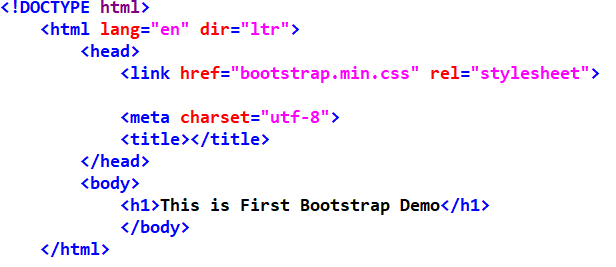 <!DOCTYPE html>
<html lang="en" dir="ltr">
<head>
<link href="bootstrap.min.css" rel="stylesheet">
<meta charset="utf-8">
<title></title>
</head>
<body>
<h1>This is First Bootstrap Demo</h1>
</body>
</html>